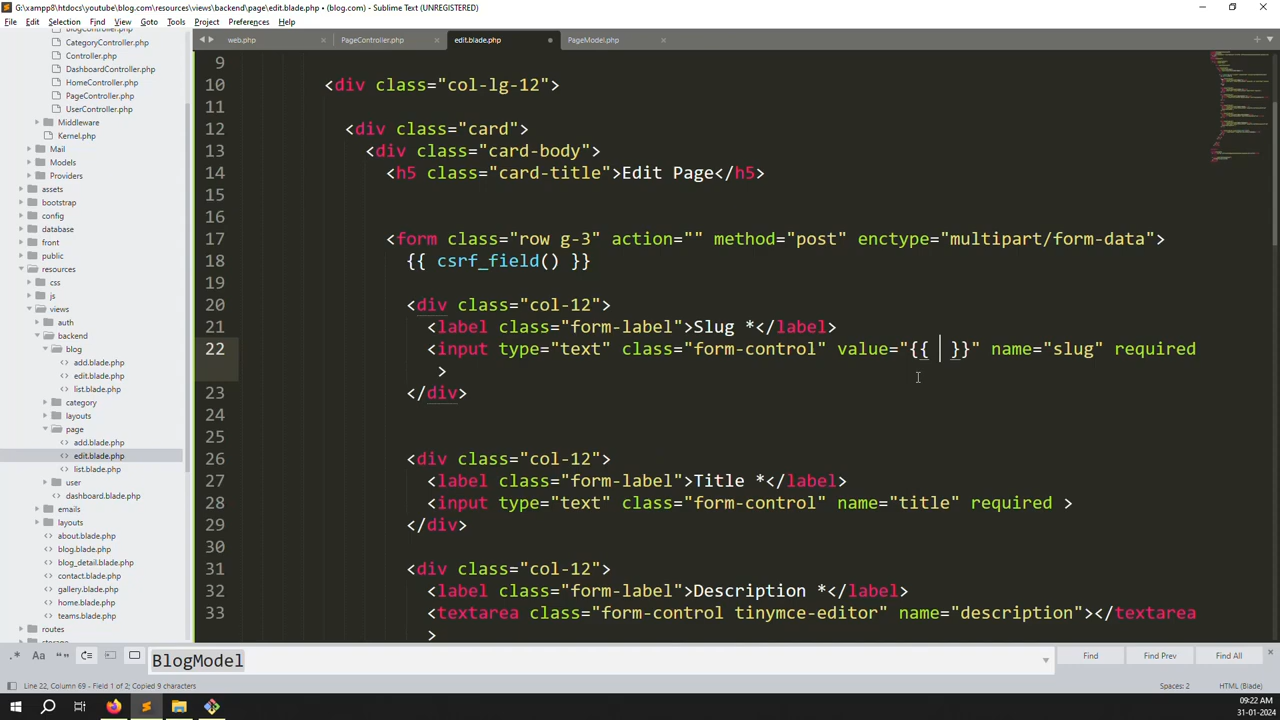 C:\xampp8\htdocs\youtube\blog.com\resources\views\backend\page\edit.blade.php • (blog.com) - Sublime Text (UNREGISTERED)
File Edit Selection Find View Goto Tools Project Preferences Help
CategoryController.php
Controller.php
DashboardController.php
HomeController.php
PageController.php
UserController.php
Middleware
Kernel.php
Mail
Models
Providers
assets
bootstrap
config
database
front
public
resources
css
js
views
auth
backend
blog
add.blade.php
edit.blade.php
list.blade.php
category
layouts
page
add.blade.php
edit.blade.php
list.blade.php
user
dashboard.blade.php
emails
layouts
about.blade.php
blog.blade.php
blog_detail.blade.php
contact.blade.php
gallery.blade.php
home.blade.php
teams.blade.php
routes
web.php × PageController.php × edit.blade.php • PageModel.php ×
9
10 <div class="col-lg-12">
11
12 <div class="card">
13 <div class="card-body">
14 <h5 class="card-title">Edit Page</h5>
15
16
17 <form class="row g-3" action="" method="post" enctype="multipart/form-data">
18 {{ csrf_field() }}
19
20 <div class="col-12">
21 <label class="form-label">Slug *</label>
22 <input type="text" class="form-control" value="{{  }}" name="slug" required
>
23 </div>
24
25
26 <div class="col-12">
27 <label class="form-label">Title *</label>
28 <input type="text" class="form-control" name="title" required >
29 </div>
30
31 <div class="col-12">
32 <label class="form-label">Description *</label>
33 <textarea class="form-control tinymce-editor" name="description"></textarea
>
.* Aa “” BlogModel Find Find Prev Find All
Line 22, Column 69 - Field 1 of 2; Copied 9 characters Spaces: 2 HTML (Blade)
09:22 AM
31-01-2024